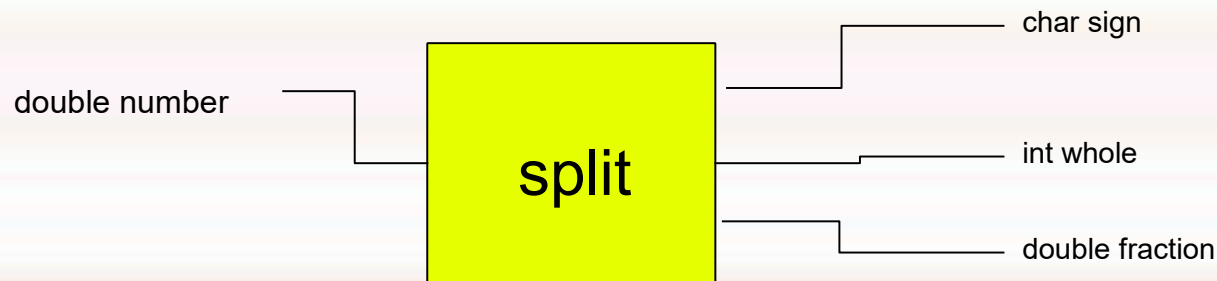 char sign
double number
split
int whole
double fraction